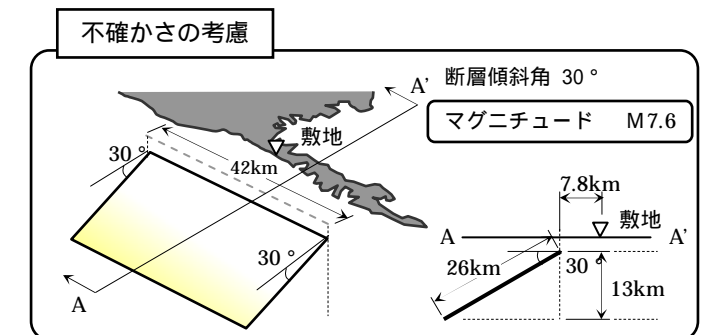 不確かさの考慮
断層傾斜角 30°
マグニチュード M7.6
A'
敷地
30°
42km
30°
A
7.8km
敷地
A
A'
26km
30°
13km